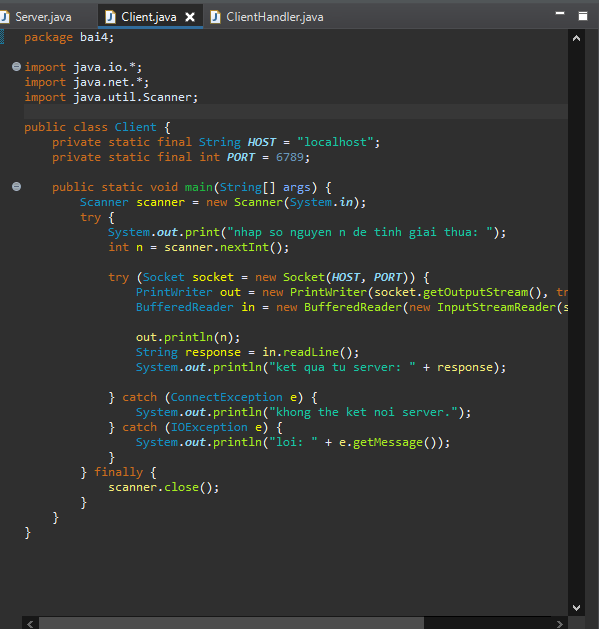 Server.java Client.java ClientHandler.java
package bai4;
import java.io.*;
import java.net.*;
import java.util.Scanner;
public class Client {
    private static final String HOST = "localhost";
    private static final int PORT = 6789;
    public static void main(String[] args) {
        Scanner scanner = new Scanner(System.in);
        try {
            System.out.print("nhap so nguyen n de tinh giai thua: ");
            int n = scanner.nextInt();
            try (Socket socket = new Socket(HOST, PORT)) {
                PrintWriter out = new PrintWriter(socket.getOutputStream(), tr
                BufferedReader in = new BufferedReader(new InputStreamReader(s
                out.println(n);
                String response = in.readLine();
                System.out.println("ket qua tu server: " + response);
            } catch (ConnectException e) {
                System.out.println("khong the ket noi server.");
            } catch (IOException e) {
                System.out.println("loi: " + e.getMessage());
            }
        } finally {
            scanner.close();
        }
    }
}